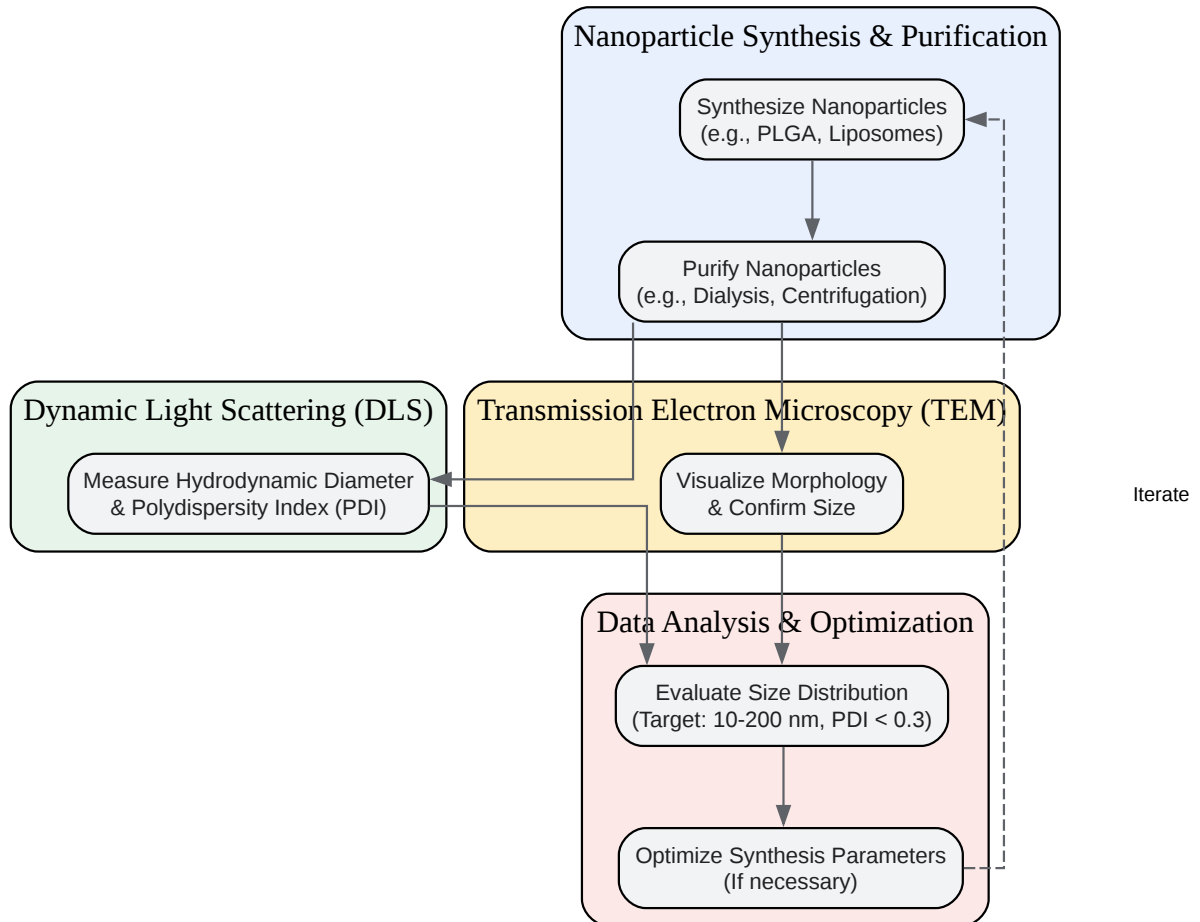 Nanoparticle Synthesis & Purification
Synthesize Nanoparticles
(e.g., PLGA, Liposomes)
Purify Nanoparticles
(e.g., Dialysis, Centrifugation)
Dynamic Light Scattering (DLS)
Measure Hydrodynamic Diameter
& Polydispersity Index (PDI)
Transmission Electron Microscopy (TEM)
Visualize Morphology
& Confirm Size
Iterate
Data Analysis & Optimization
Evaluate Size Distribution
(Target: 10-200 nm, PDI < 0.3)
Optimize Synthesis Parameters
(If necessary)